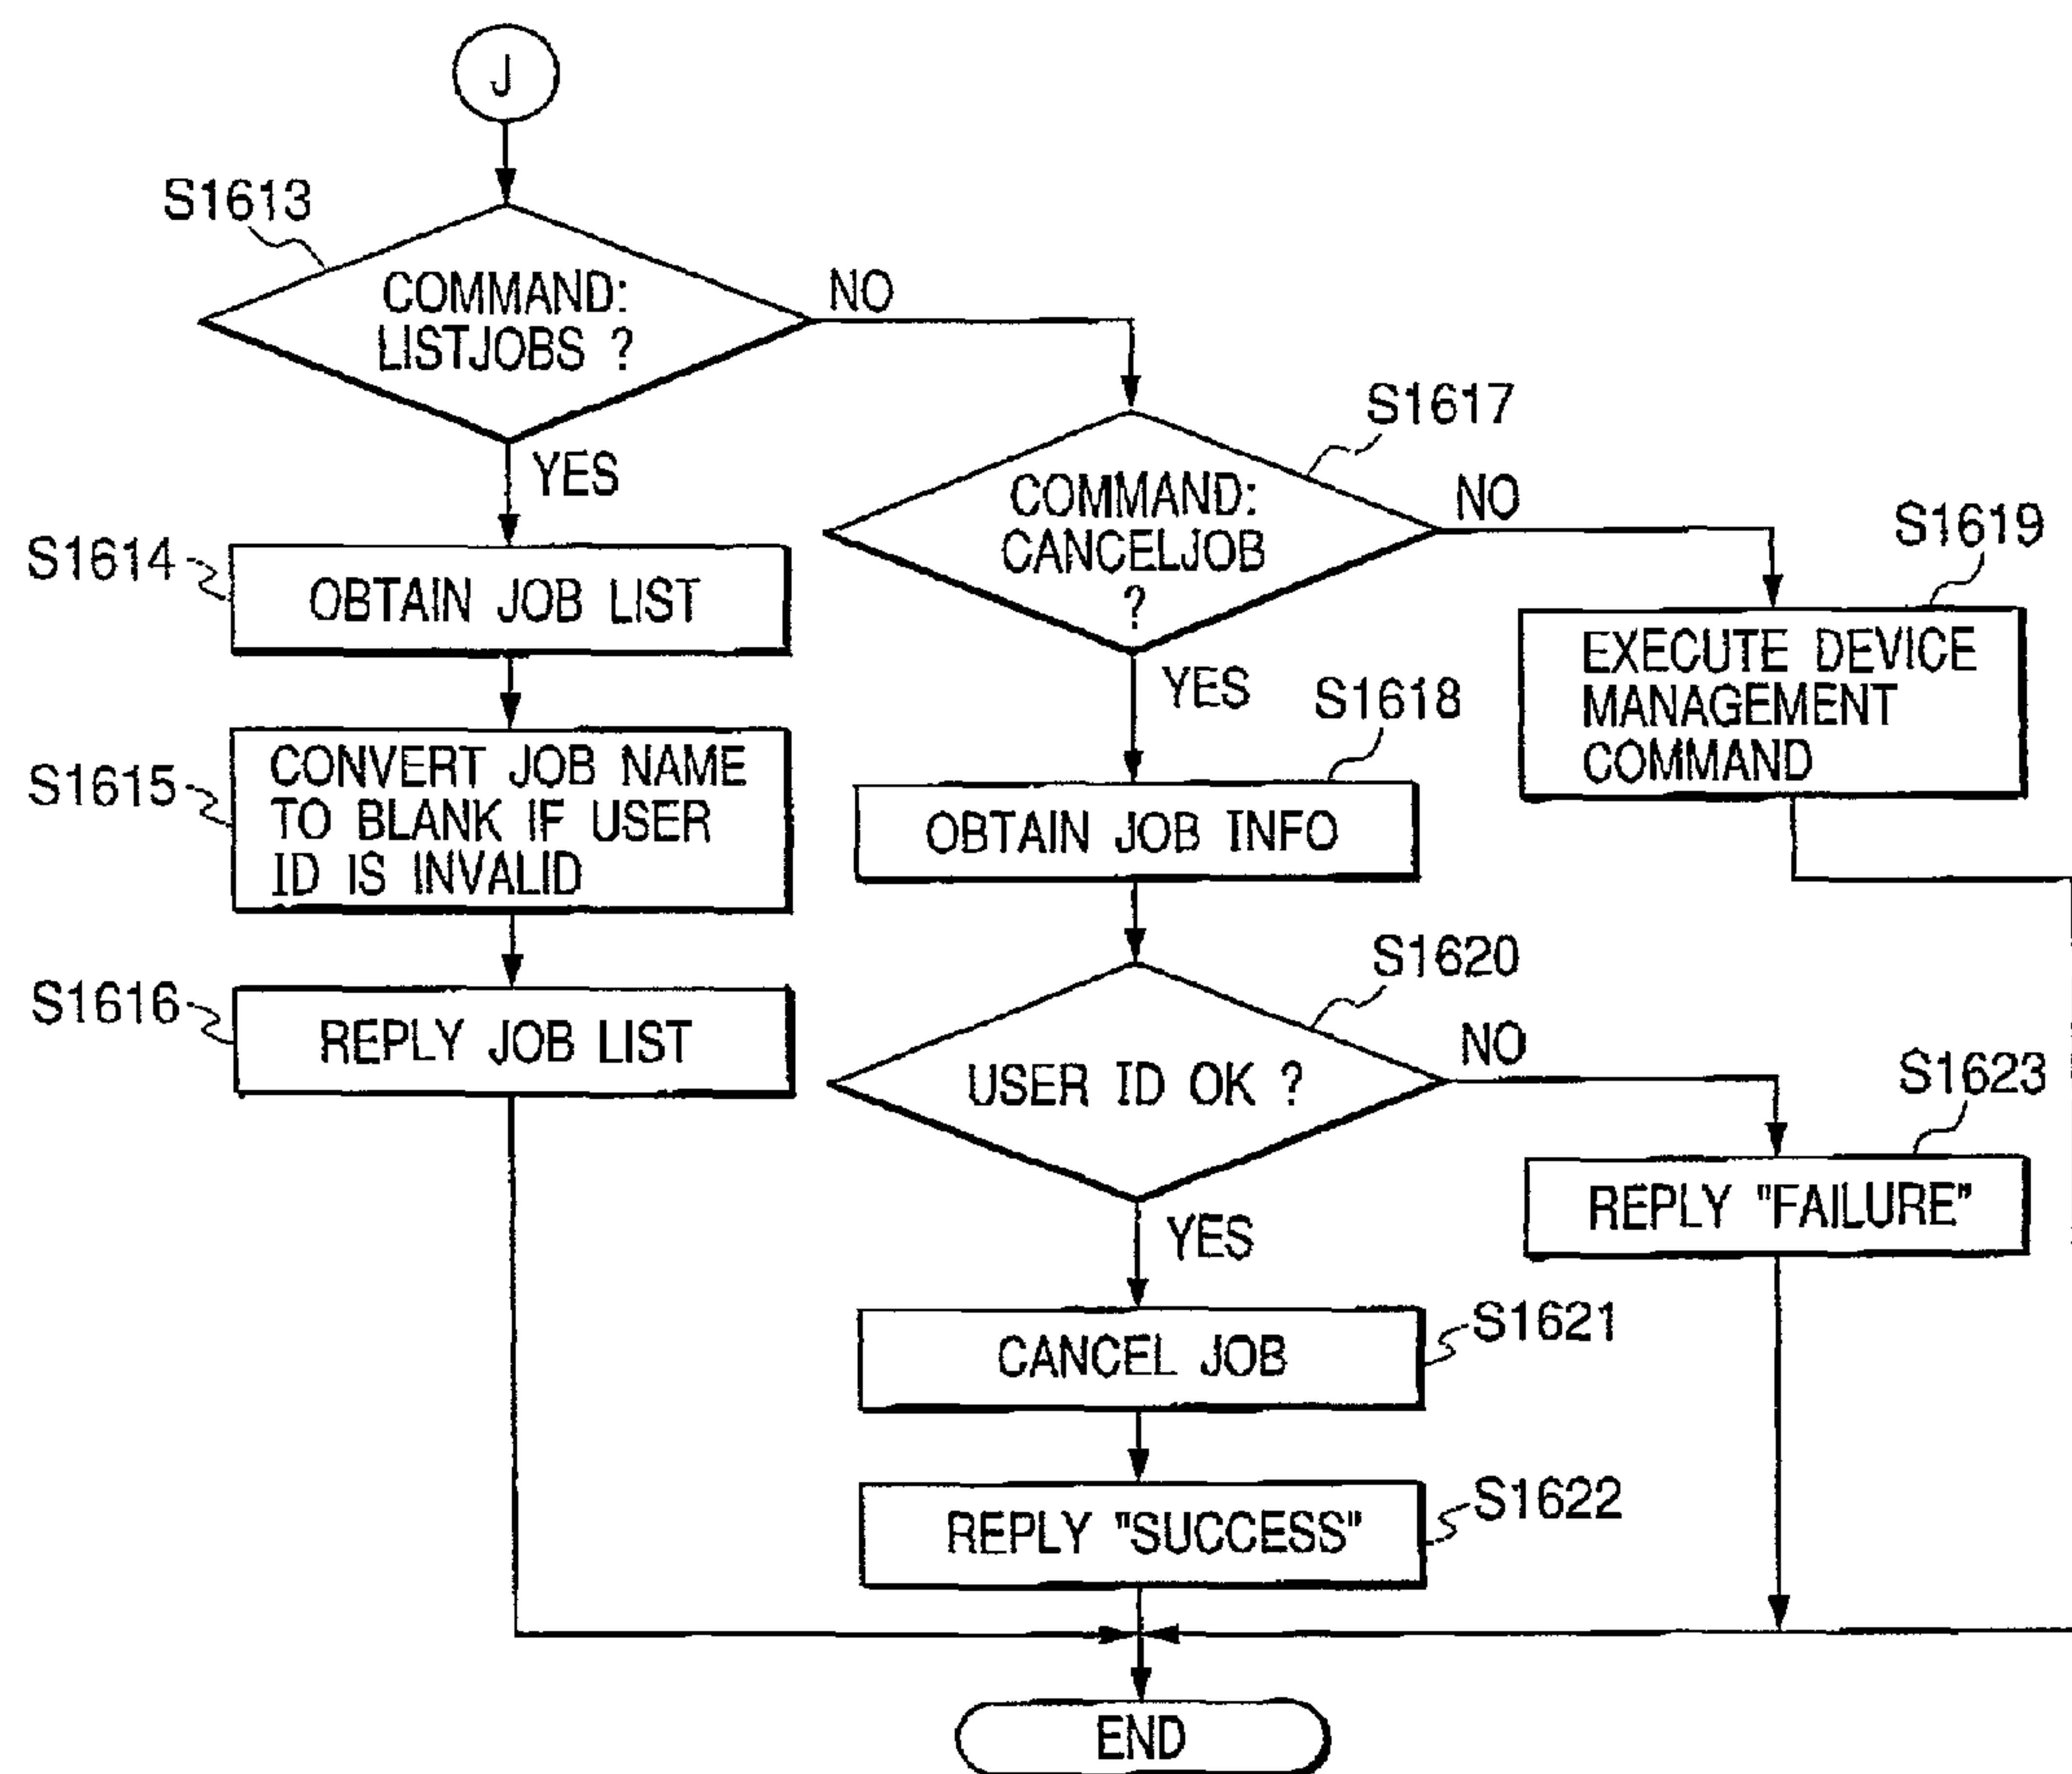 J
S1613
COMMAND:
LISTJOBS ?
NO
YES
S1617
COMMAND:
CANCELJOB
?
NO
YES
S1619
EXECUTE DEVICE
MANAGEMENT
COMMAND
S1614
OBTAIN JOB LIST
S1615
CONVERT JOB NAME
TO BLANK IF USER
ID IS INVALID
S1616
REPLY JOB LIST
S1618
OBTAIN JOB INFO
S1620
USER ID OK ?
NO
YES
S1623
REPLY "FAILURE"
S1621
CANCEL JOB
S1622
REPLY "SUCCESS"
END